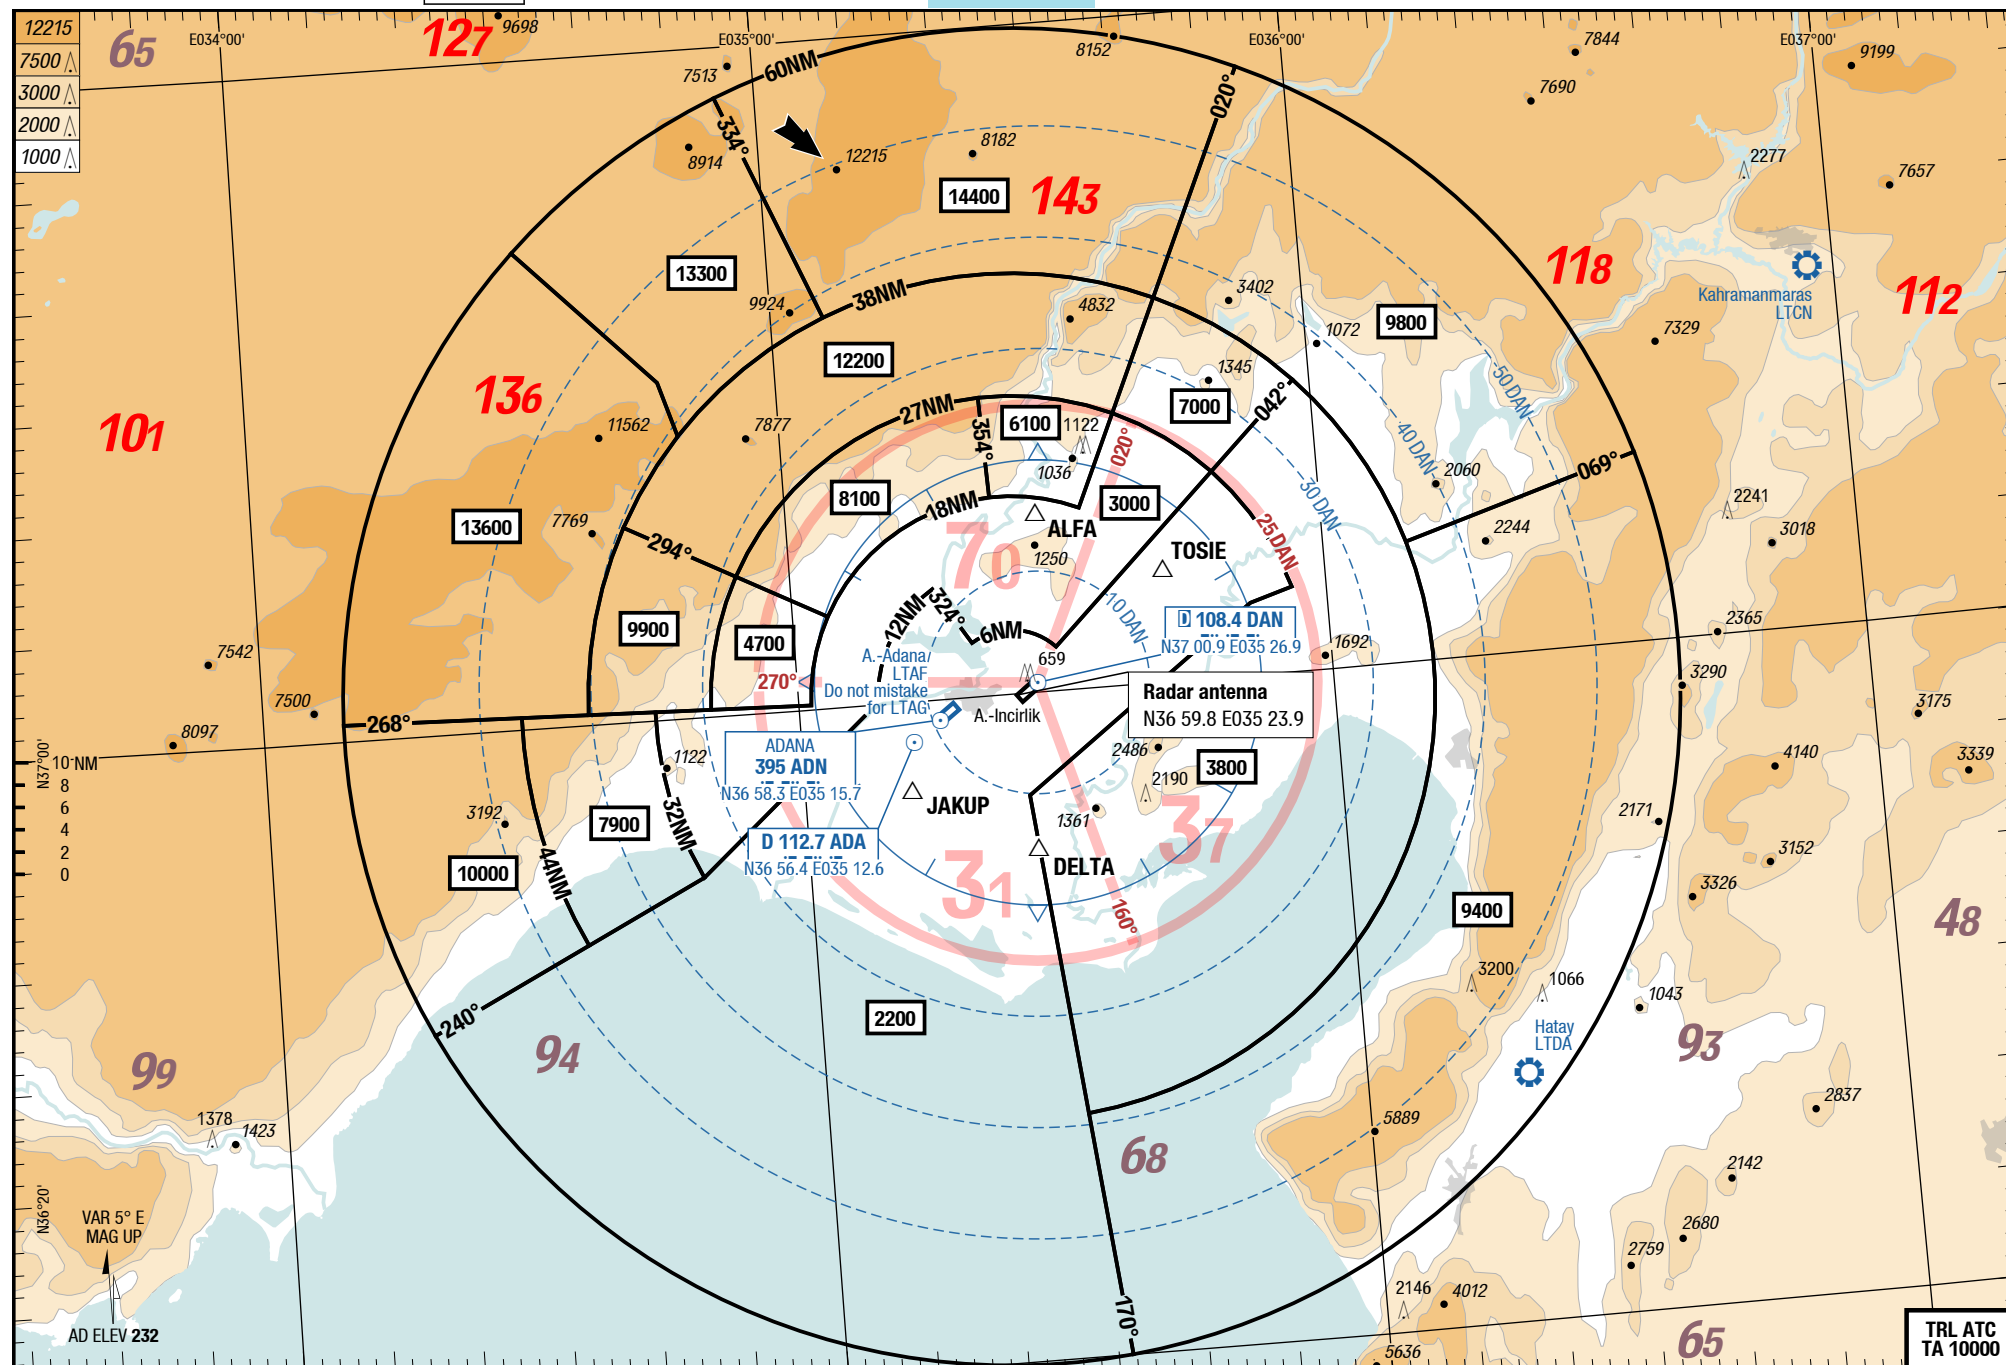 12215
7500
3000
2000
1000
65
127
9698
E034°00'
E035°00'
E036°00'
E037°00'
7513
60NM
8152
020°
7844
7690
9199
334°
8914
12215
8182
14400
143
2277
7657
13300
9924
38NM
4832
3402
118
Kahramanmaras
LTCN
112
12200
1072
9800
7329
1345
7000
042°
50 DAN
136
101
11562
7877
27NM
354°
6100
1122
1036
020°
40 DAN
2060
069°
8100
18NM
3000
30 DAN
2241
13600
7769
294°
70
ALFA
1250
TOSIE
25 DAN
2244
3018
9900
4700
12NM
324°
6NM
10 DAN
D 108.4 DAN
N37 00.9 E035 26.9
2365
1692
A.-Adana/
LTAF
Do not mistake
for LTAG
659
7542
270°
7500
268°
A.-Incirlik
Radar antenna
N36 59.8 E035 23.9
3290
3175
8097
N37°00'
10 NM
8
6
4
2
0
1122
ADANA
395 ADN
N36 58.3 E035 15.7
2486
3800
2190
4140
3339
3192
7900
32NM
JAKUP
1361
37
2171
D 112.7 ADA
N36 56.4 E035 12.6
DELTA
3152
10000
44NM
31
160°
3326
9400
48
3200
1066
1043
240°
2200
Hatay
LTDA
93
99
94
2837
1378
1423
5889
68
2142
N36°20'
VAR 5° E
MAG UP
2680
2759
170°
2146
4012
AD ELEV 232
5636
65
TRL ATC
TA 10000